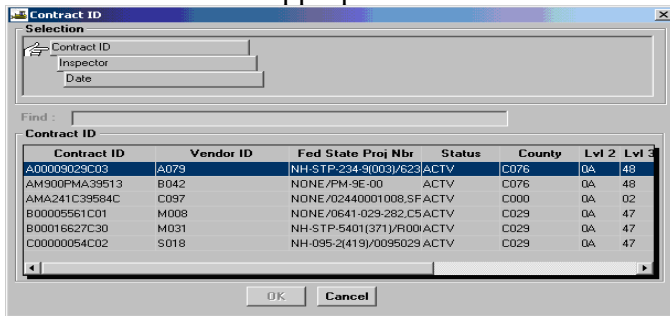 Contract ID
Selection
Contract ID
Inspector
Date
Find :
Contract ID
Contract ID Vendor ID Fed State Proj Nbr Status County Lvl 2 Lvl 3
A00009029C03 A079 NH-STP-234-9(003)/623 ACTV C076 0A 48
AM900PMA39513 B042 NONE/PM-9E-00 ACTV C076 0A 48
AMA241C39584C C097 NONE/02440001008,SF ACTV C000 0A 02
B00005561C01 M008 NONE/0641-029-282,C5 ACTV C029 0A 47
B00016627C30 M031 NH-STP-5401(371)/R00I ACTV C029 0A 47
C00000054C02 S018 NH-095-2(419)/0095029 ACTV C029 0A 47
OK Cancel